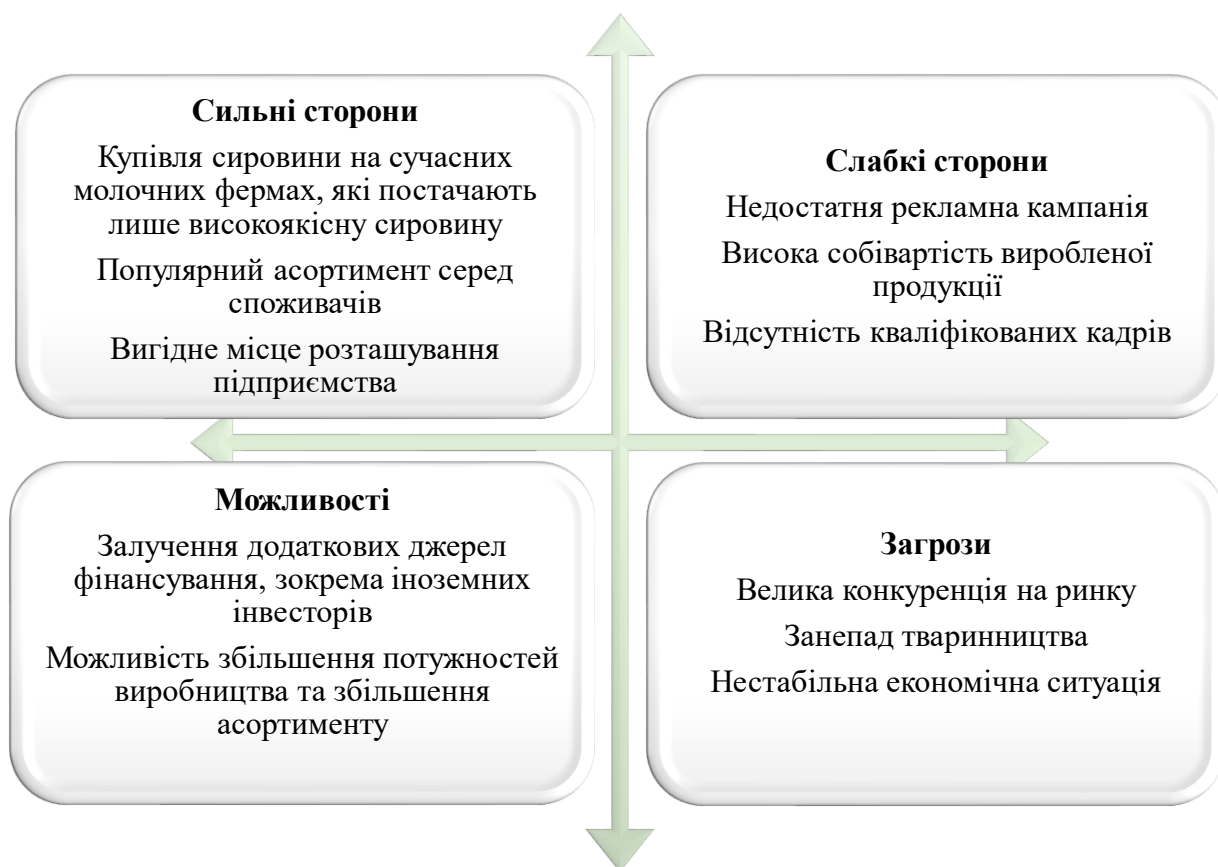 Сильні сторони
Купівля сировини на сучасних
молочних фермах, які постачають
лише високоякісну сировину
Популярний асортимент серед
споживачів
Вигідне місце розташування
підприємства
Слабкі сторони
Недостатня рекламна кампанія
Висока собівартість виробленої
продукції
Відсутність кваліфікованих кадрів
Можливості
Залучення додаткових джерел
фінансування, зокрема іноземних
інвесторів
Можливість збільшення потужностей
виробництва та збільшення
асортименту
Загрози
Велика конкуренція на ринку
Занепад тваринництва
Нестабільна економічна ситуація